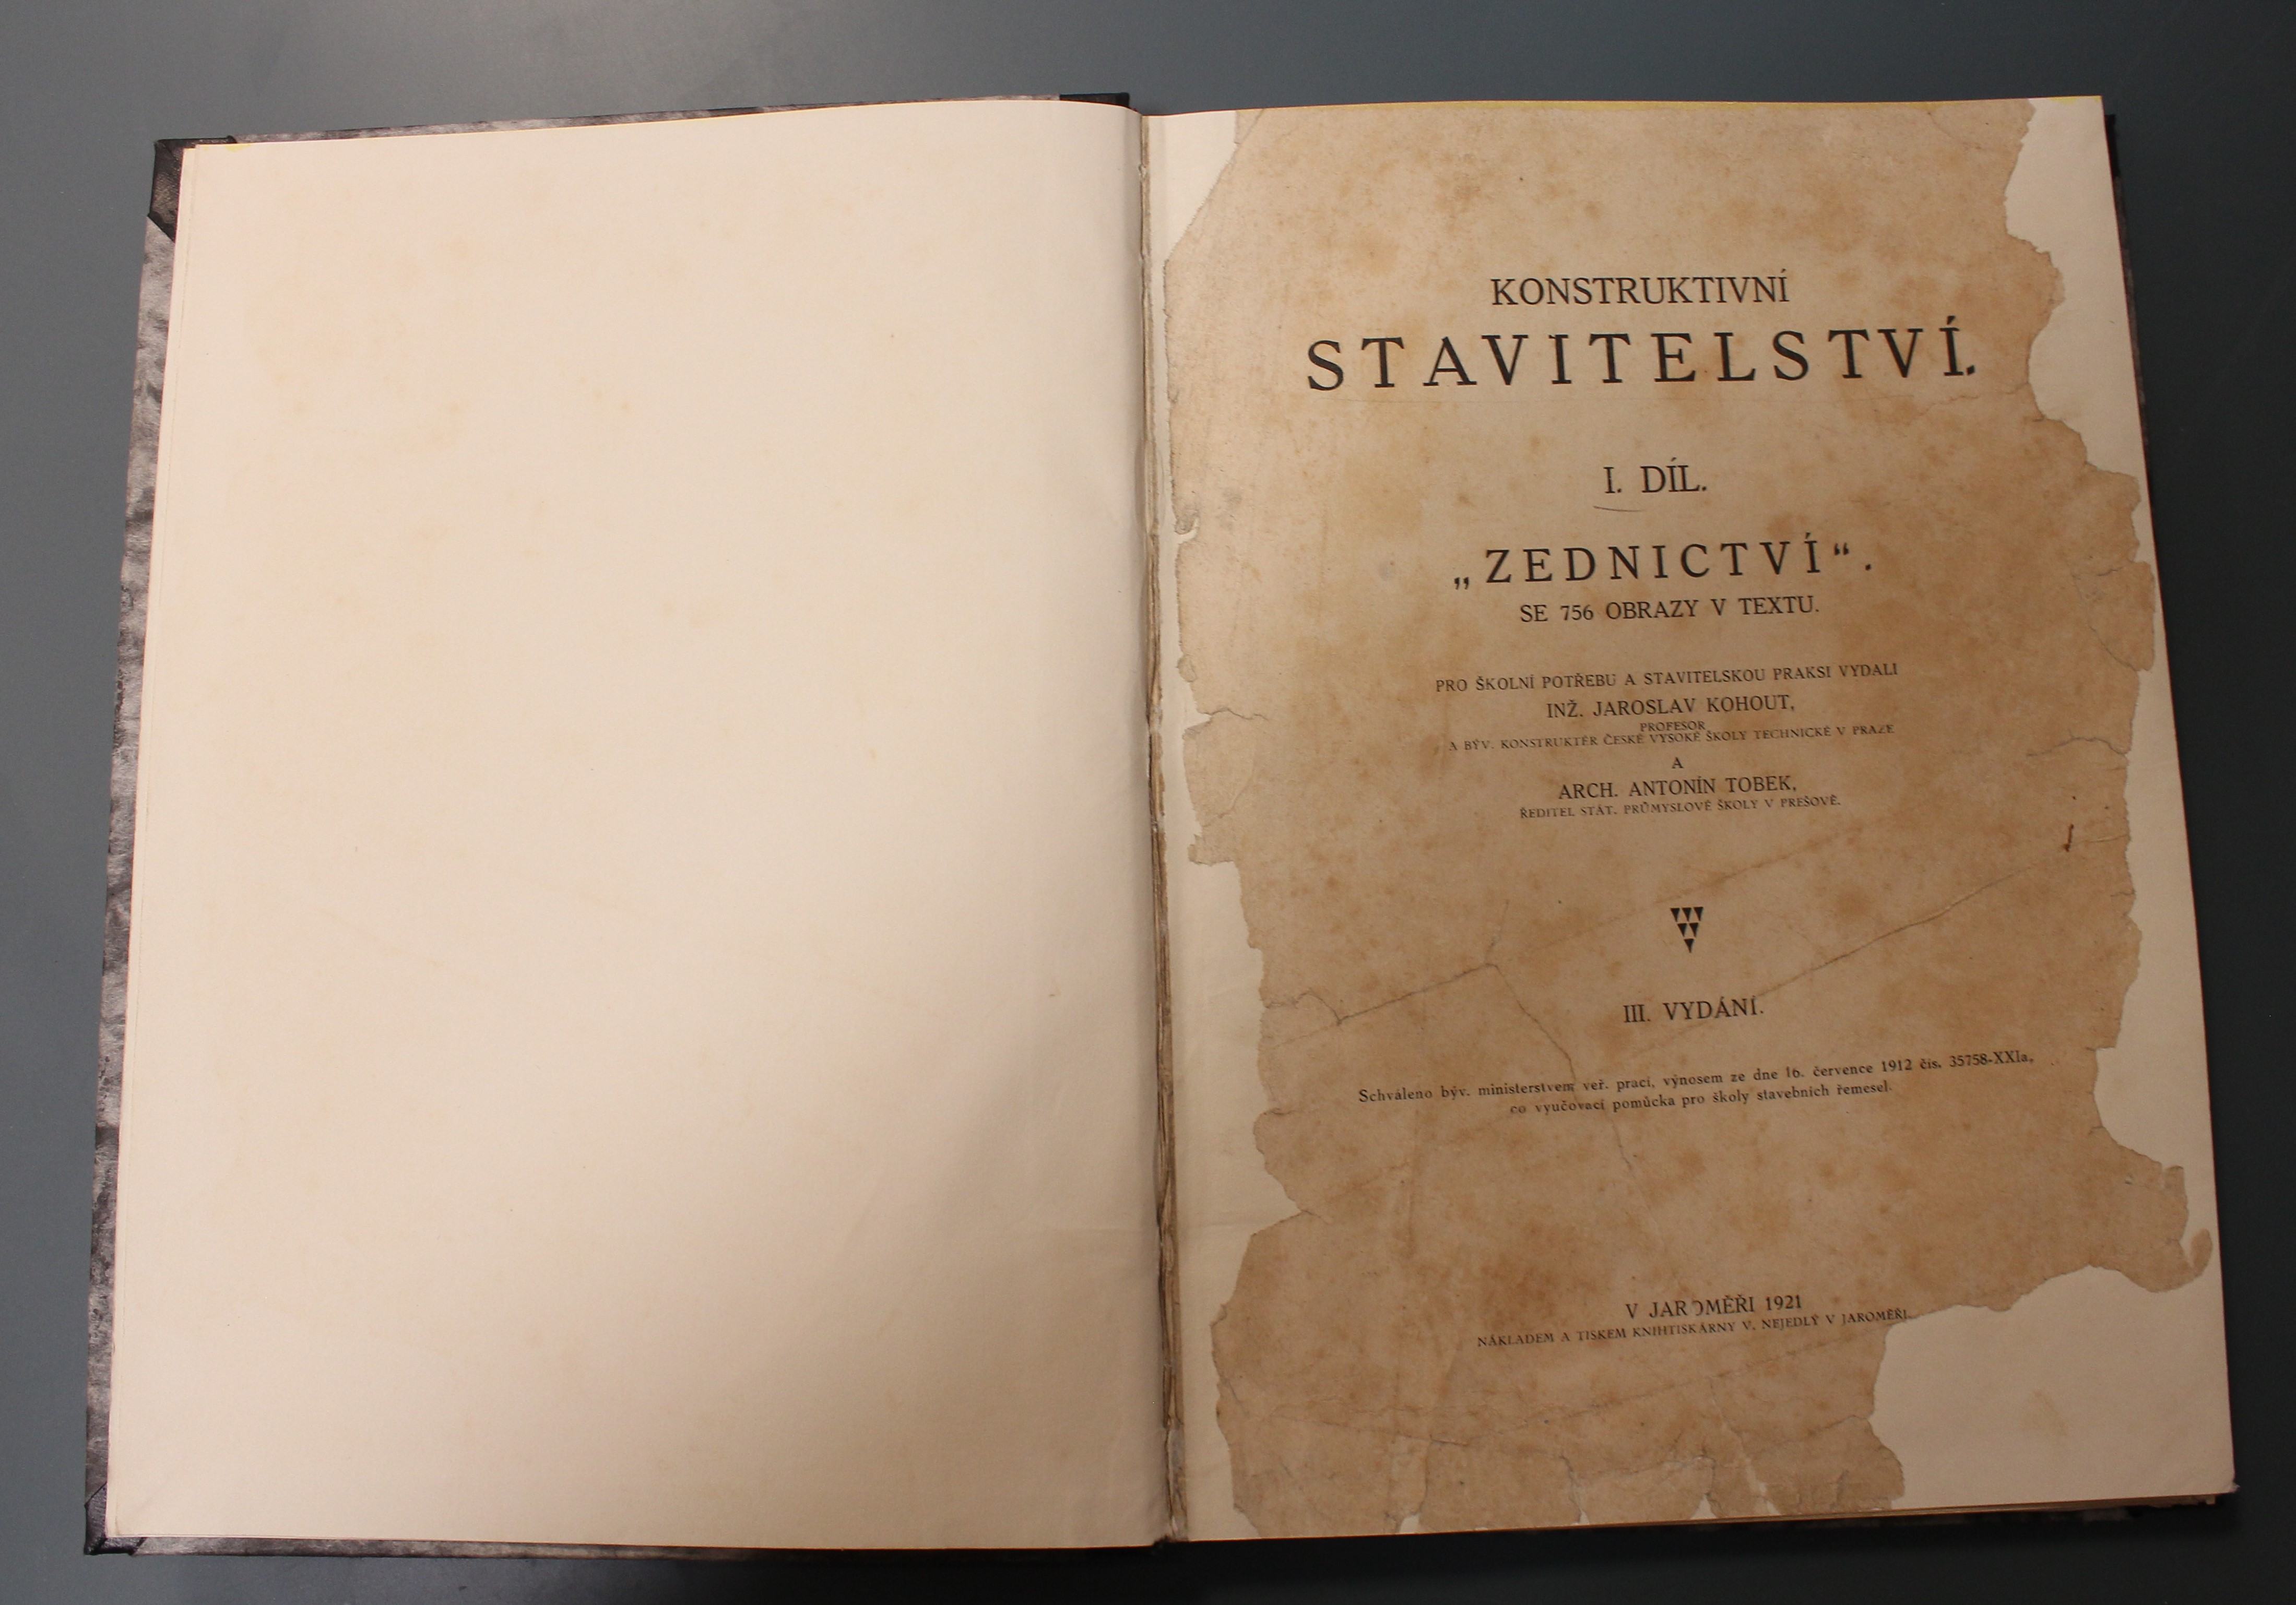 KONSTRUKTIVNÍ
STAVITELSTVÍ.
I. DÍL.
„ZEDNICTVÍ“.
SE 756 OBRAZY V TEXTU.
PRO ŠKOLNÍ POTŘEBU A STAVITELSKOU PRAKSI VYDALI
INŽ. JAROSLAV KOHOUT,
PROFESOR
A BÝV. KONSTRUKTÉR ČESKÉ VYSOKÉ ŠKOLY TECHNICKÉ V PRAZE
A
ARCH. ANTONÍN TOBEK,
ŘEDITEL STÁT. PRŮMYSLOVÉ ŠKOLY V PREŠOVĚ.
III. VYDÁNÍ.
Schváleno býv. ministerstvem veř. prací, výnosem ze dne 16. července 1912 čís. 35758-XXIa,
co vyučovací pomůcka pro školy stavebních řemesel.
V JAROMĚŘI 1921
NÁKLADEM A TISKEM KNIHTISKÁRNY V. NEJEDLÝ V JAROMĚŘI.